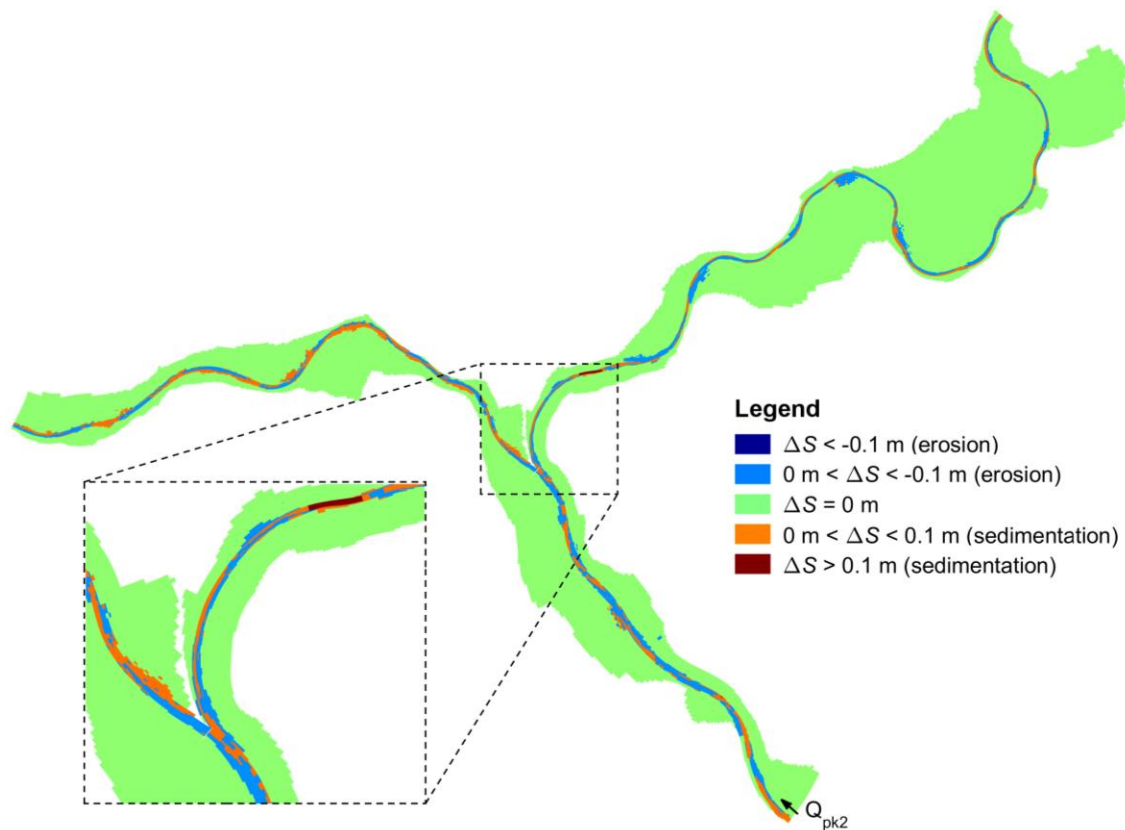 Legend
ΔS < -0.1 m (erosion)
0 m < ΔS < -0.1 m (erosion)
ΔS = 0 m
0 m < ΔS < 0.1 m (sedimentation)
ΔS > 0.1 m (sedimentation)
Qpk2